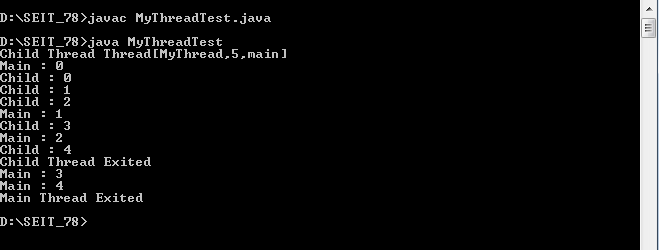 D:\SEIT_78>javac MyThreadTest.java
D:\SEIT_78>java MyThreadTest
Child Thread Thread[MyThread,5,main]
Main : 0
Child : 0
Child : 1
Child : 2
Main : 1
Child : 3
Main : 2
Child : 4
Child Thread Exited
Main : 3
Main : 4
Main Thread Exited
D:\SEIT_78>